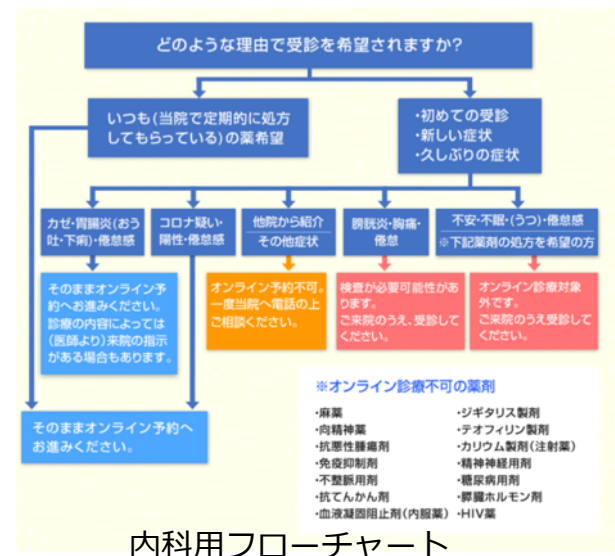 どのような理由で受診を希望されますか?
いつも(当院で定期的に処方
してもらっている)の薬希望
・初めての受診
・新しい症状
・久しぶりの症状
カゼ・胃腸炎(おう
吐・下痢)・倦怠感
コロナ疑い・
陽性・倦怠感
他院から紹介
その他症状
膀胱炎・胸痛・
倦怠
不安・不眠・(うつ)・倦怠感
※下記薬剤の処方を希望の方
そのままオンライン予
約へお進みください。
診療の内容によっては
(医師より)来院の指示
がある場合もあります。
オンライン予約不可。
一度当院へ電話の上
ご相談ください。
検査が必要可能性があ
ります。
ご来院のうえ、受診して
ください。
オンライン診療対象
外です。
ご来院のうえ受診して
ください。
そのままオンライン予約へ
お進みください。
※オンライン診療不可の薬剤
・麻薬
・向精神薬
・抗悪性腫瘍剤
・免疫抑制剤
・不整脈用剤
・抗てんかん剤
・血液凝固阻止剤(内服薬)
・ジギタリス製剤
・テオフィリン製剤
・カリウム製剤(注射薬)
・精神神経用剤
・糖尿病用剤
・膵臓ホルモン剤
・HIV薬
内科用フローチャート